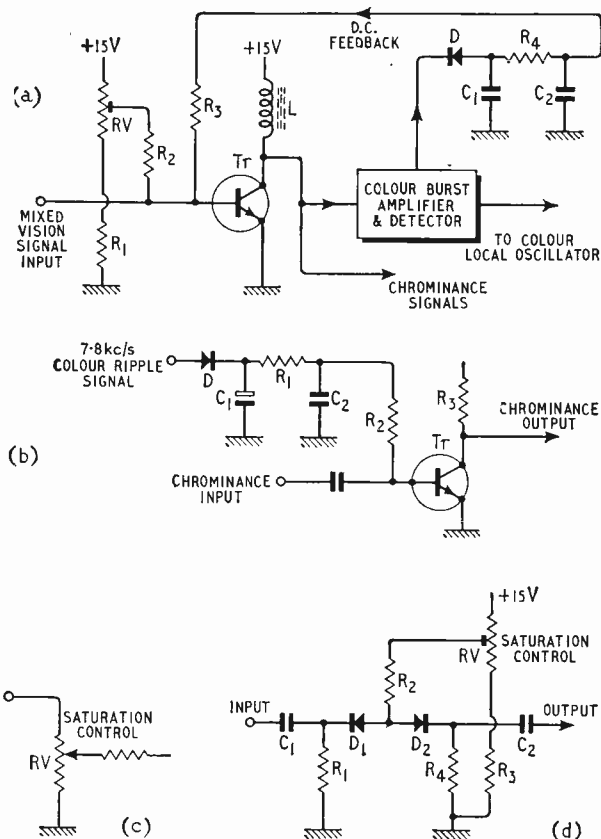 D.C.
FEEDBACK
+15V
+15V
D
R4
(a)
RV
R3
L
C1
C2
R2
Tr
COLOUR BURST
AMPLIFIER
& DETECTOR
MIXED
VISION
SIGNAL
INPUT
R1
TO COLOUR
LOCAL OSCILLATOR
CHROMINANCE
SIGNALS
7·8kc/s
COLOUR RIPPLE
SIGNAL
D
R1
C1
C2
R3
R2
CHROMINANCE
OUTPUT
(b)
Tr
CHROMINANCE
INPUT
+15V
SATURATION
CONTROL
RV
R2
SATURATION
CONTROL
INPUT
OUTPUT
RV
C1
D1
D2
C2
R1
R4
R3
(c)
(d)